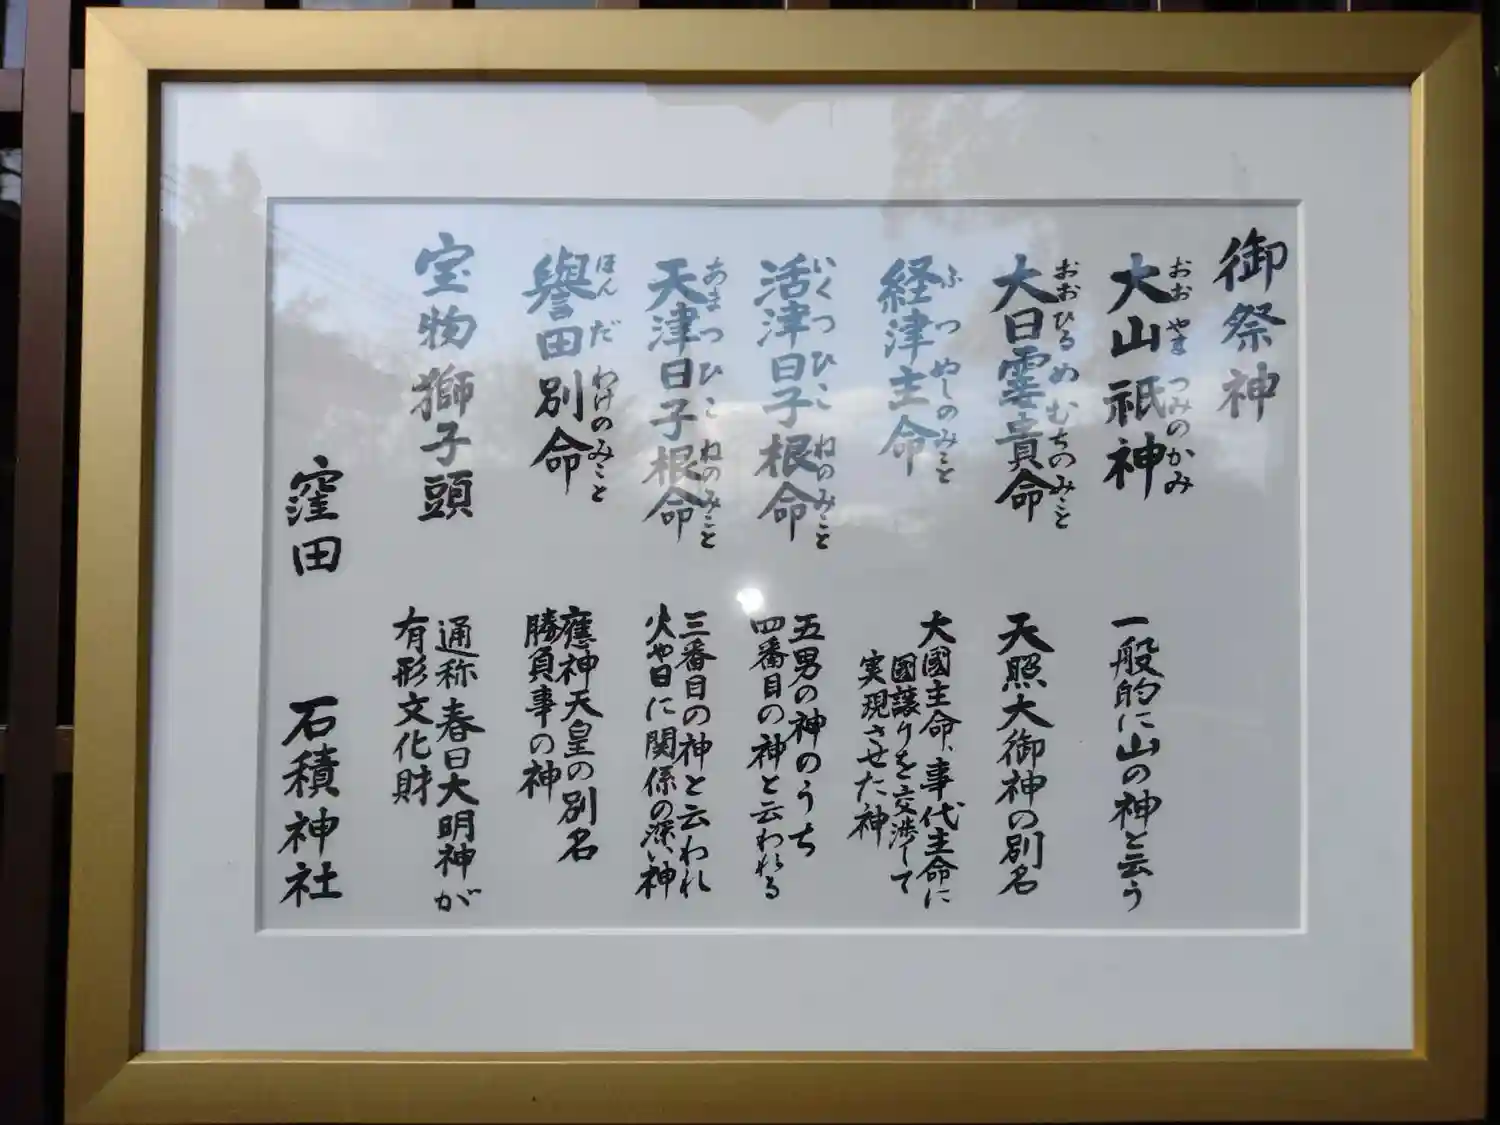 御祭神
大山祇神 おおやまつみのかみ 一般的に山の神と云う
大日孁貴命 おおひるめむちのみこと 天照大御神の別名
経津主命 ふつやしのみこと 大國主命、事代主命に
國譲りを交渉して
実現させた神
活津日子根命 いくつひこねのみこと 五男の神のうち
四番目の神と云われる
天津日子根命 あまつひこねのみこと 三番目の神と云われ
火や日に関係の深い神
譽田別命 ほんだわけのみこと 應神天皇の別名
勝負事の神
宝物獅子頭 通称春日大明神が
有形文化財
窪田 石積神社